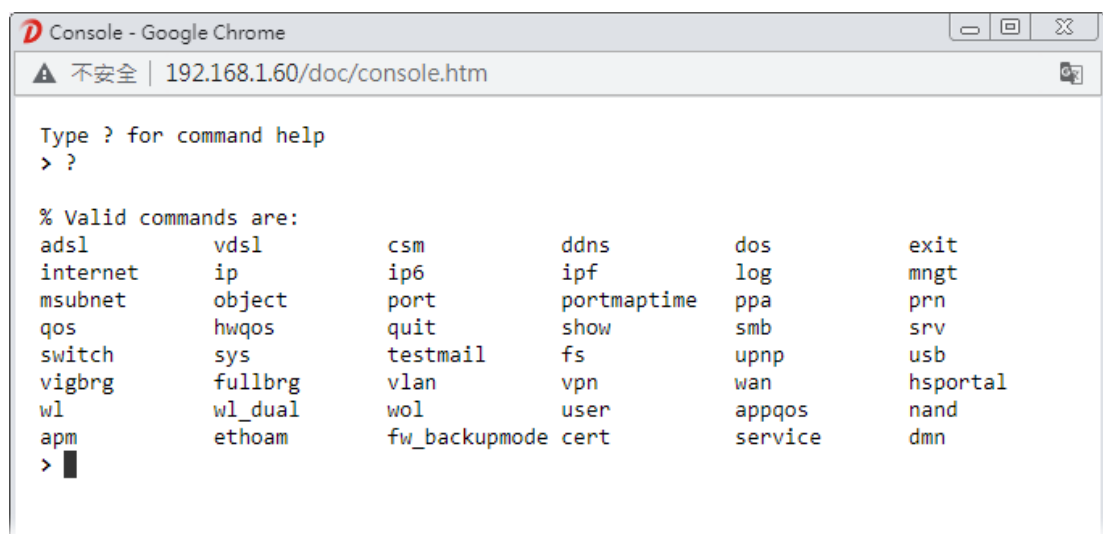 Console - Google Chrome
不安全 | 192.168.1.60/doc/console.htm
Type ? for command help
> ?
% Valid commands are:
adsl vdsl csm ddns dos exit
internet ip ip6 ipf log mngt
msubnet object port portmaptime ppa prn
qos hwqos quit show smb srv
switch sys testmail fs upnp usb
vigbrg fullbrg vlan vpn wan hsportal
wl wl_dual wol user appqos nand
apm ethoam fw_backupmode cert service dmn
>